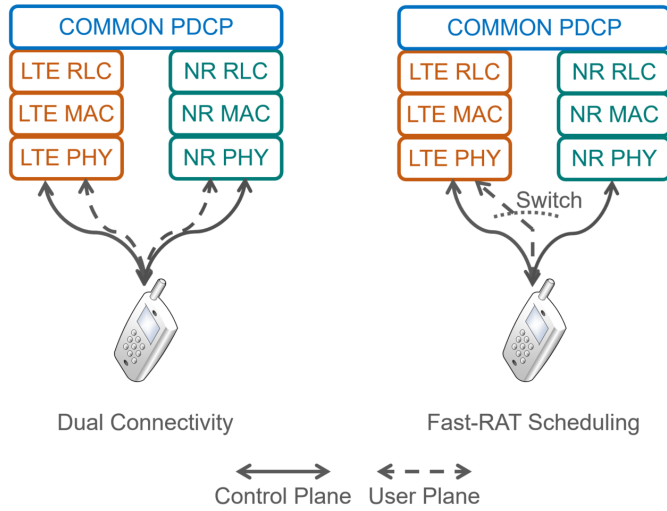 COMMON PDCP
LTE RLC
NR RLC
LTE MAC
NR MAC
LTE PHY
NR PHY
Dual Connectivity
COMMON PDCP
LTE RLC
NR RLC
LTE MAC
NR MAC
LTE PHY
NR PHY
Switch
Fast-RAT Scheduling
Control Plane
User Plane